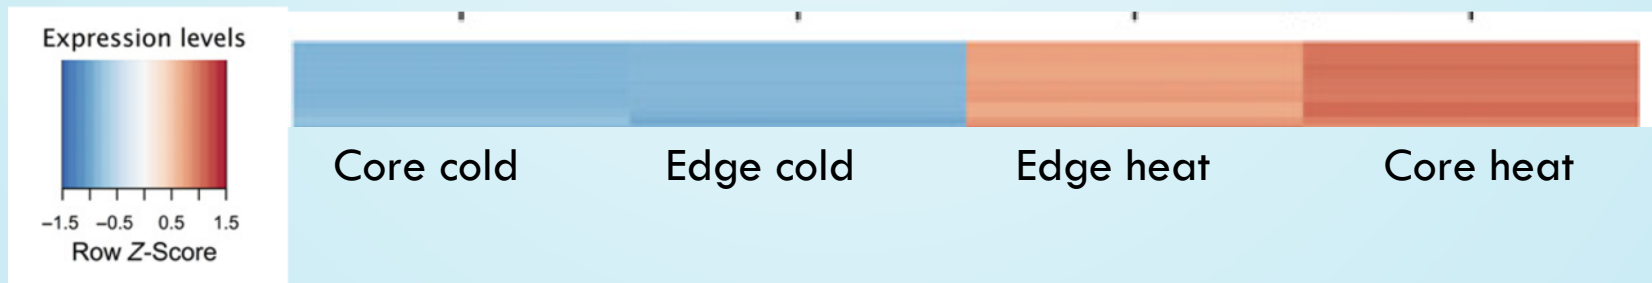 Expression levels
−1.5 −0.5 0.5 1.5
Row Z-Score
Core cold Edge cold Edge heat Core heat